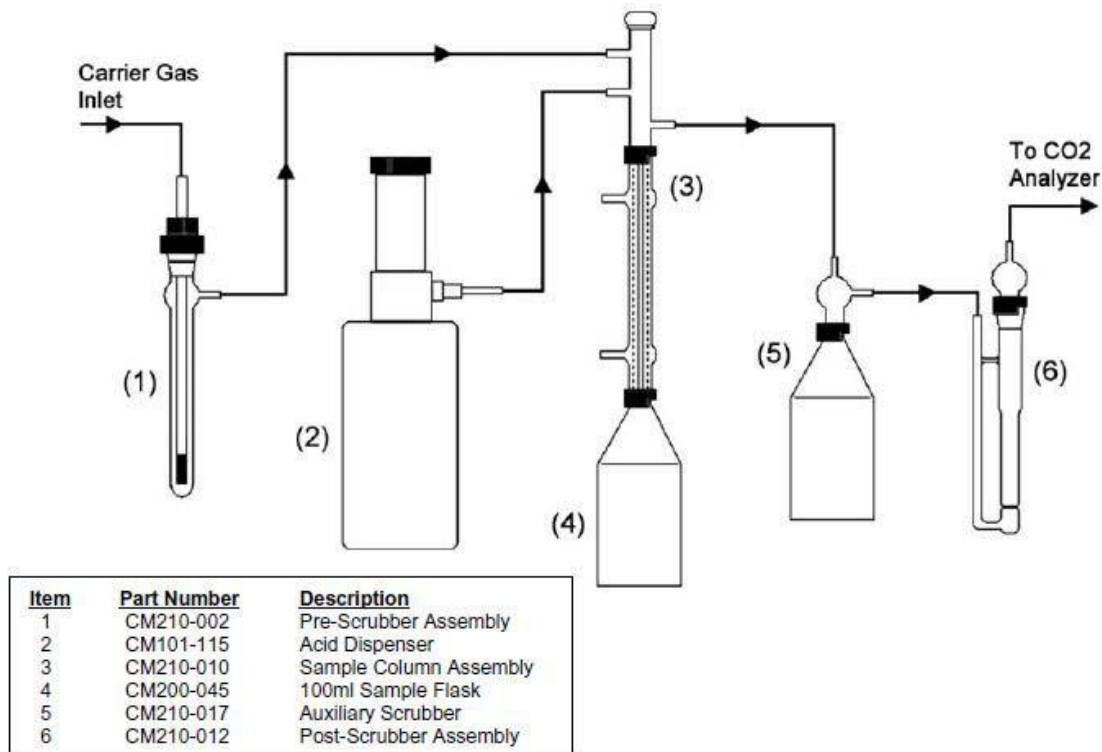 Carrier Gas
Inlet
To CO2
Analyzer
(1)
(2)
(3)
(4)
(5)
(6)
Item Part Number Description
1 CM210-002 Pre-Scrubber Assembly
2 CM101-115 Acid Dispenser
3 CM210-010 Sample Column Assembly
4 CM200-045 100ml Sample Flask
5 CM210-017 Auxiliary Scrubber
6 CM210-012 Post-Scrubber Assembly